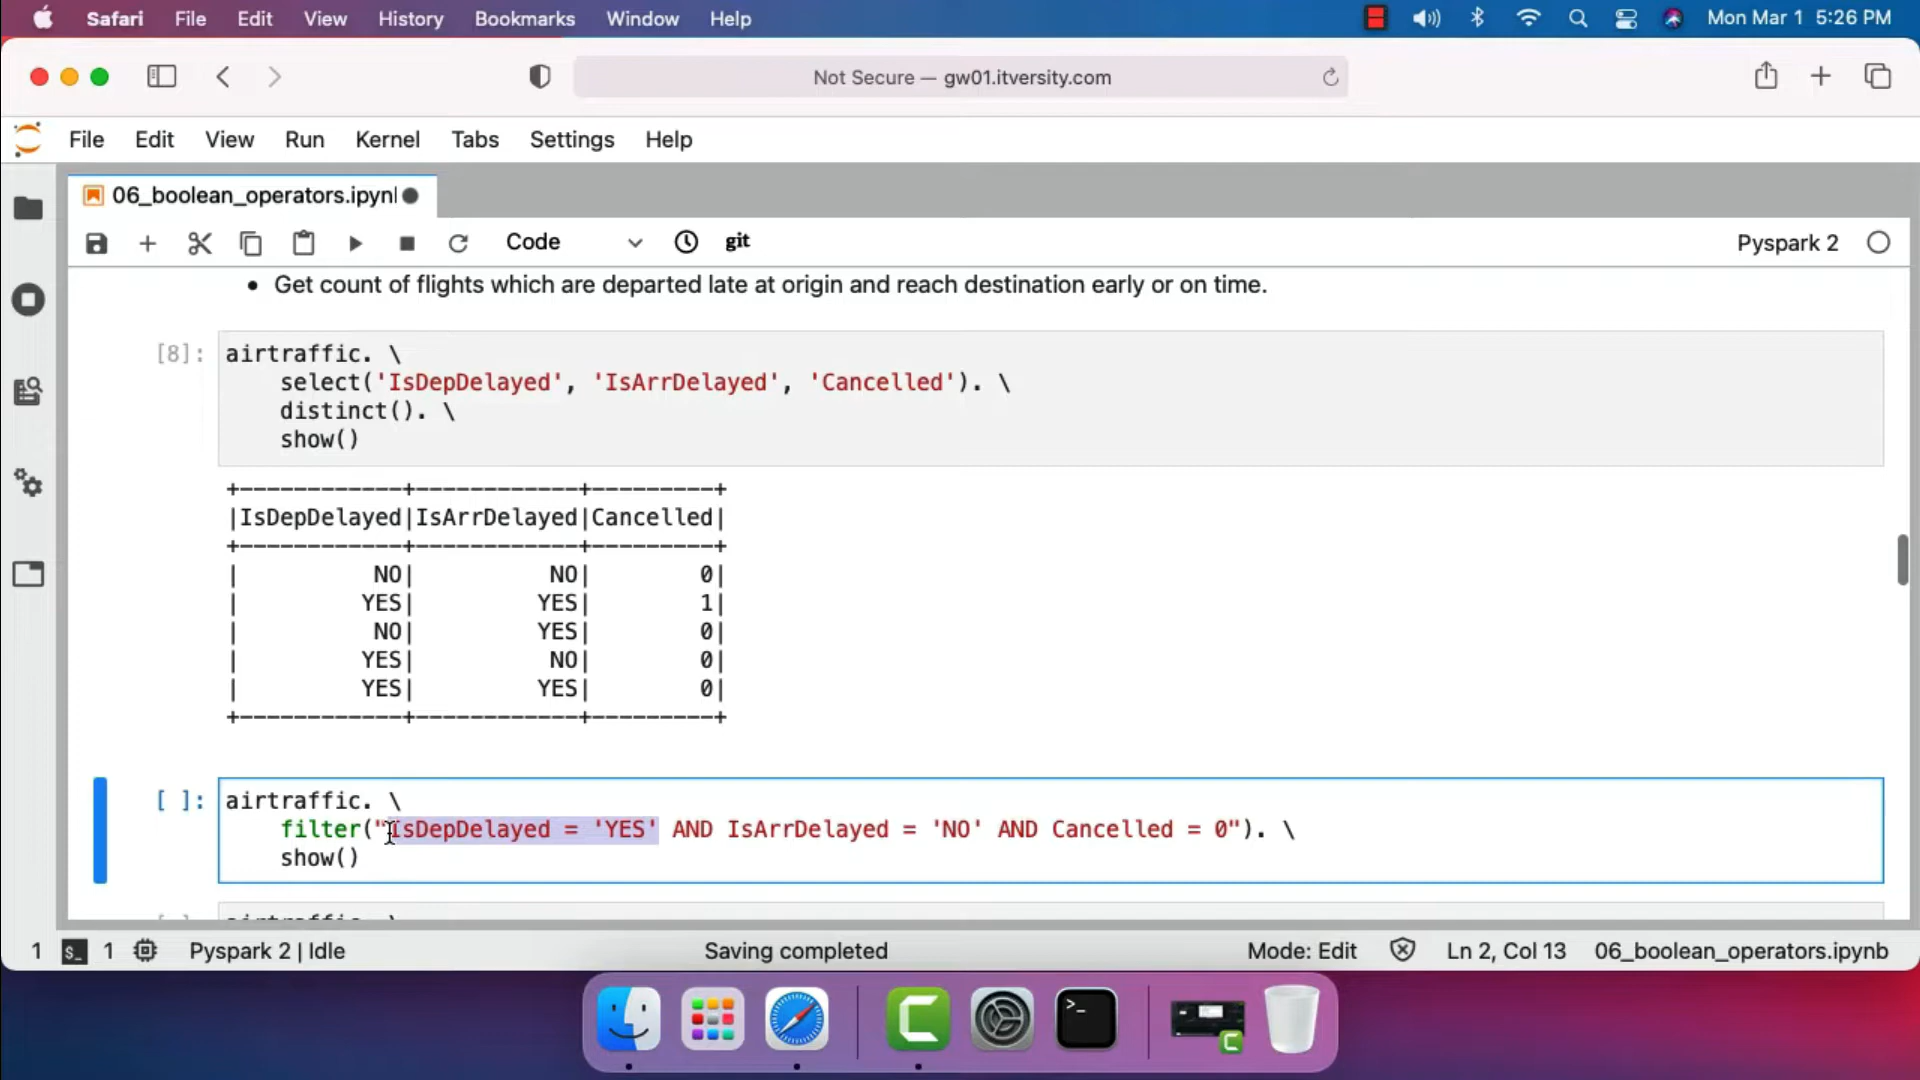 Safari File Edit View History Bookmarks Window Help Mon Mar 1 5:26 PM
Not Secure — gw01.itversity.com
File Edit View Run Kernel Tabs Settings Help
06_boolean_operators.ipynb
Code git Pyspark 2
• Get count of flights which are departed late at origin and reach destination early or on time.
[8]: airtraffic. \
select('IsDepDelayed', 'IsArrDelayed', 'Cancelled'). \
distinct(). \
show()
+------------+------------+---------+
|IsDepDelayed|IsArrDelayed|Cancelled|
+------------+------------+---------+
|          NO|          NO|        0|
|         YES|         YES|        1|
|          NO|         YES|        0|
|         YES|          NO|        0|
|         YES|         YES|        0|
+------------+------------+---------+
[ ]: airtraffic. \
filter("IsDepDelayed = 'YES' AND IsArrDelayed = 'NO' AND Cancelled = 0"). \
show()
[ ]: airtraffic. \
1 $_ 1 Pyspark 2 | Idle Saving completed Mode: Edit Ln 2, Col 13 06_boolean_operators.ipynb
>_